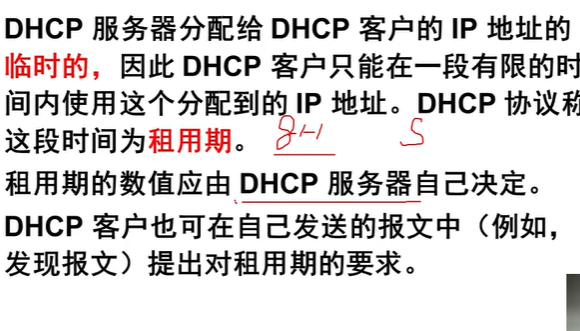 DHCP 服务器分配给 DHCP 客户的 IP 地址的
临时的，因此 DHCP 客户只能在一段有限的时
间内使用这个分配到的 IP 地址。DHCP 协议称
这段时间为租用期。 8H S
租用期的数值应由 DHCP 服务器自己决定。
DHCP 客户也可在自己发送的报文中（例如，
发现报文）提出对租用期的要求。